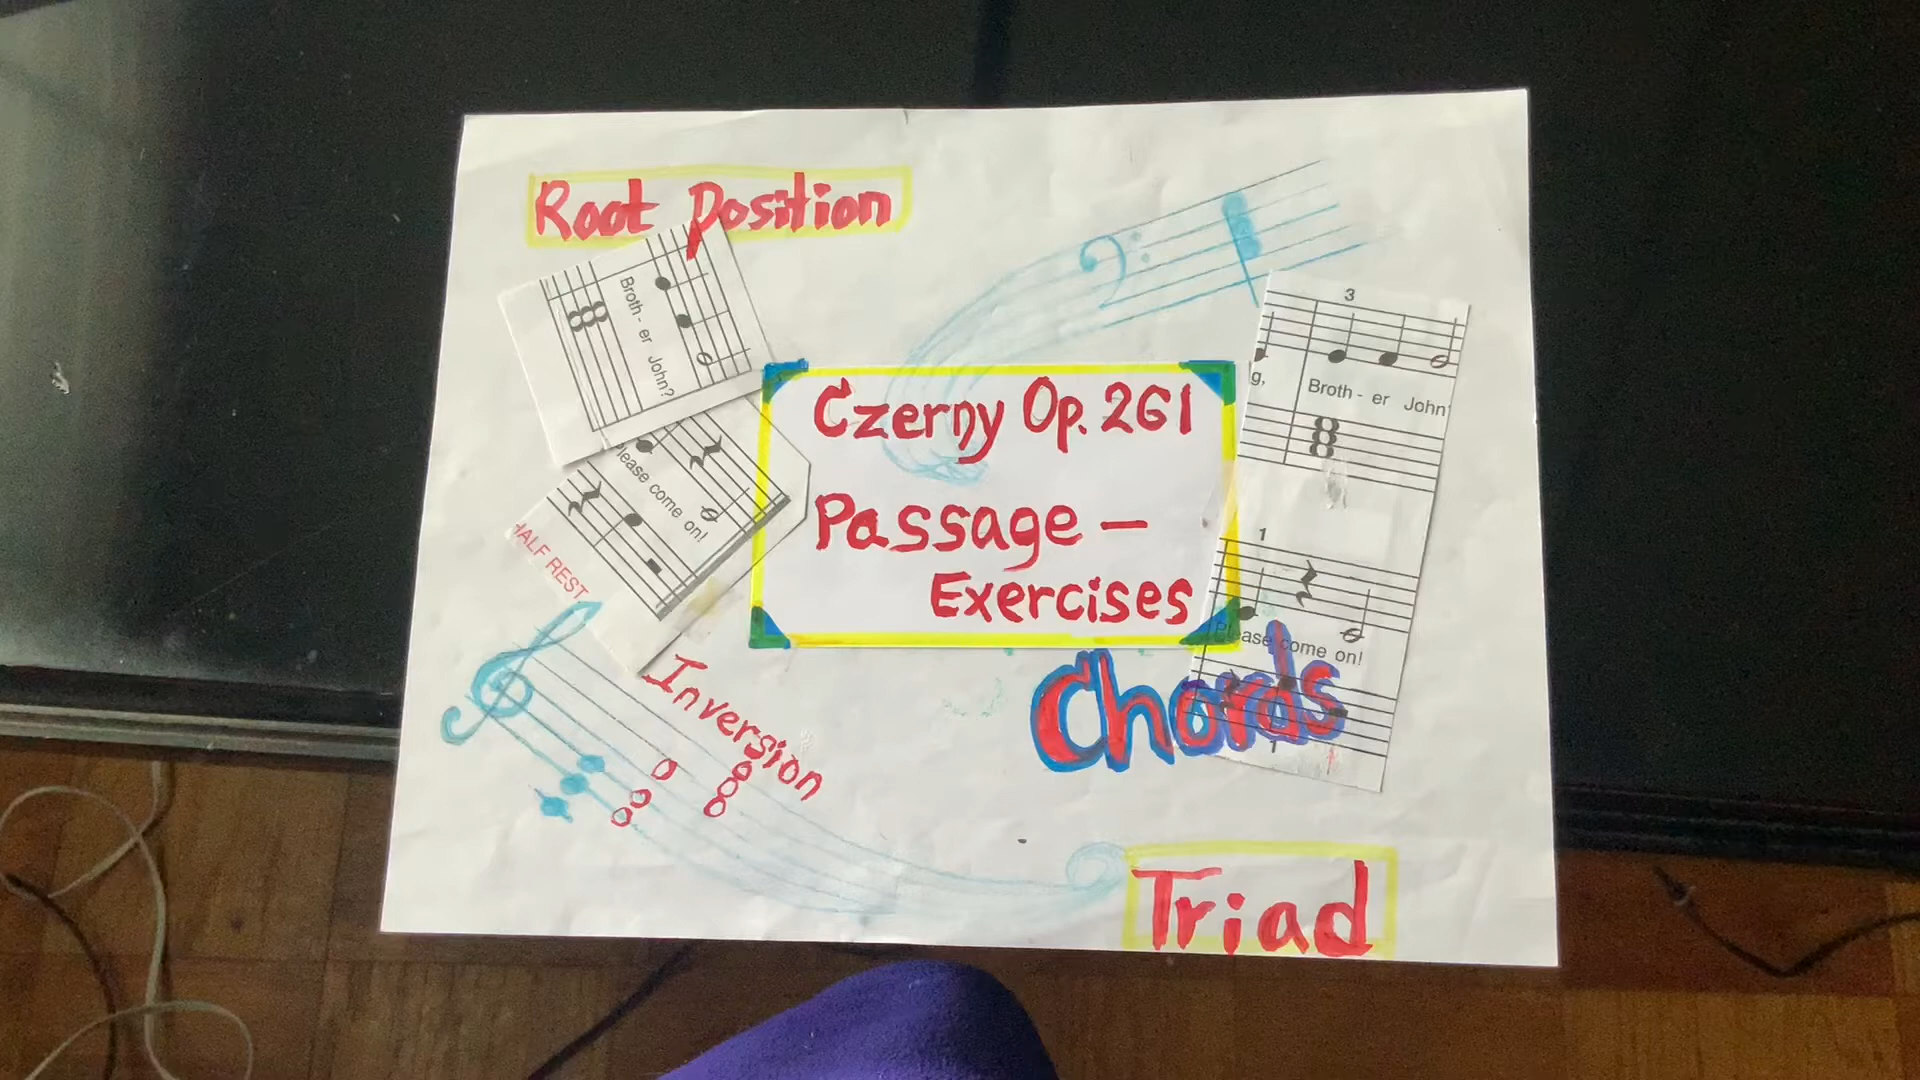 Root Position
Broth - er John?
3
g,
Broth - er John
Czerny Op. 261
Passage -
Exercises
lease come on!
HALF REST
1
Please come on!
Inversion
Chords
Triad